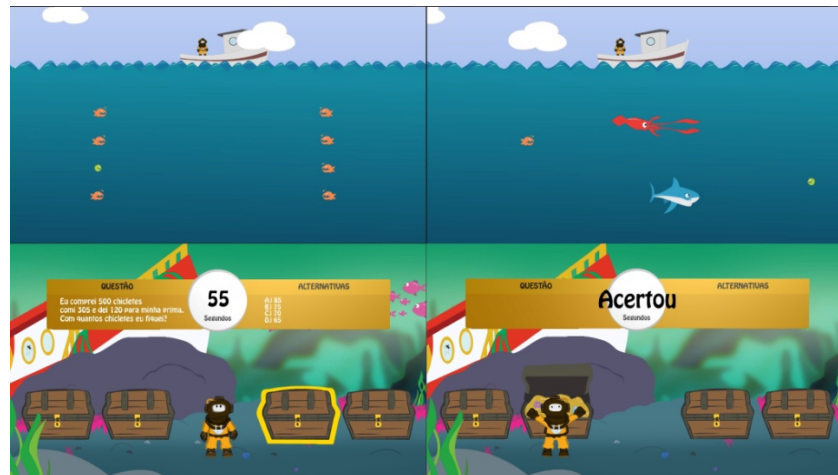 QUESTÃO
Eu comprei 500 chicletes
comi 305 e dei 120 para minha prima.
Com quantos chicletes eu fiquei?
55
Segundos
ALTERNATIVAS
A) 85
B) 75
C) 70
D) 65
QUESTÃO
Acertou
Segundos
ALTERNATIVAS